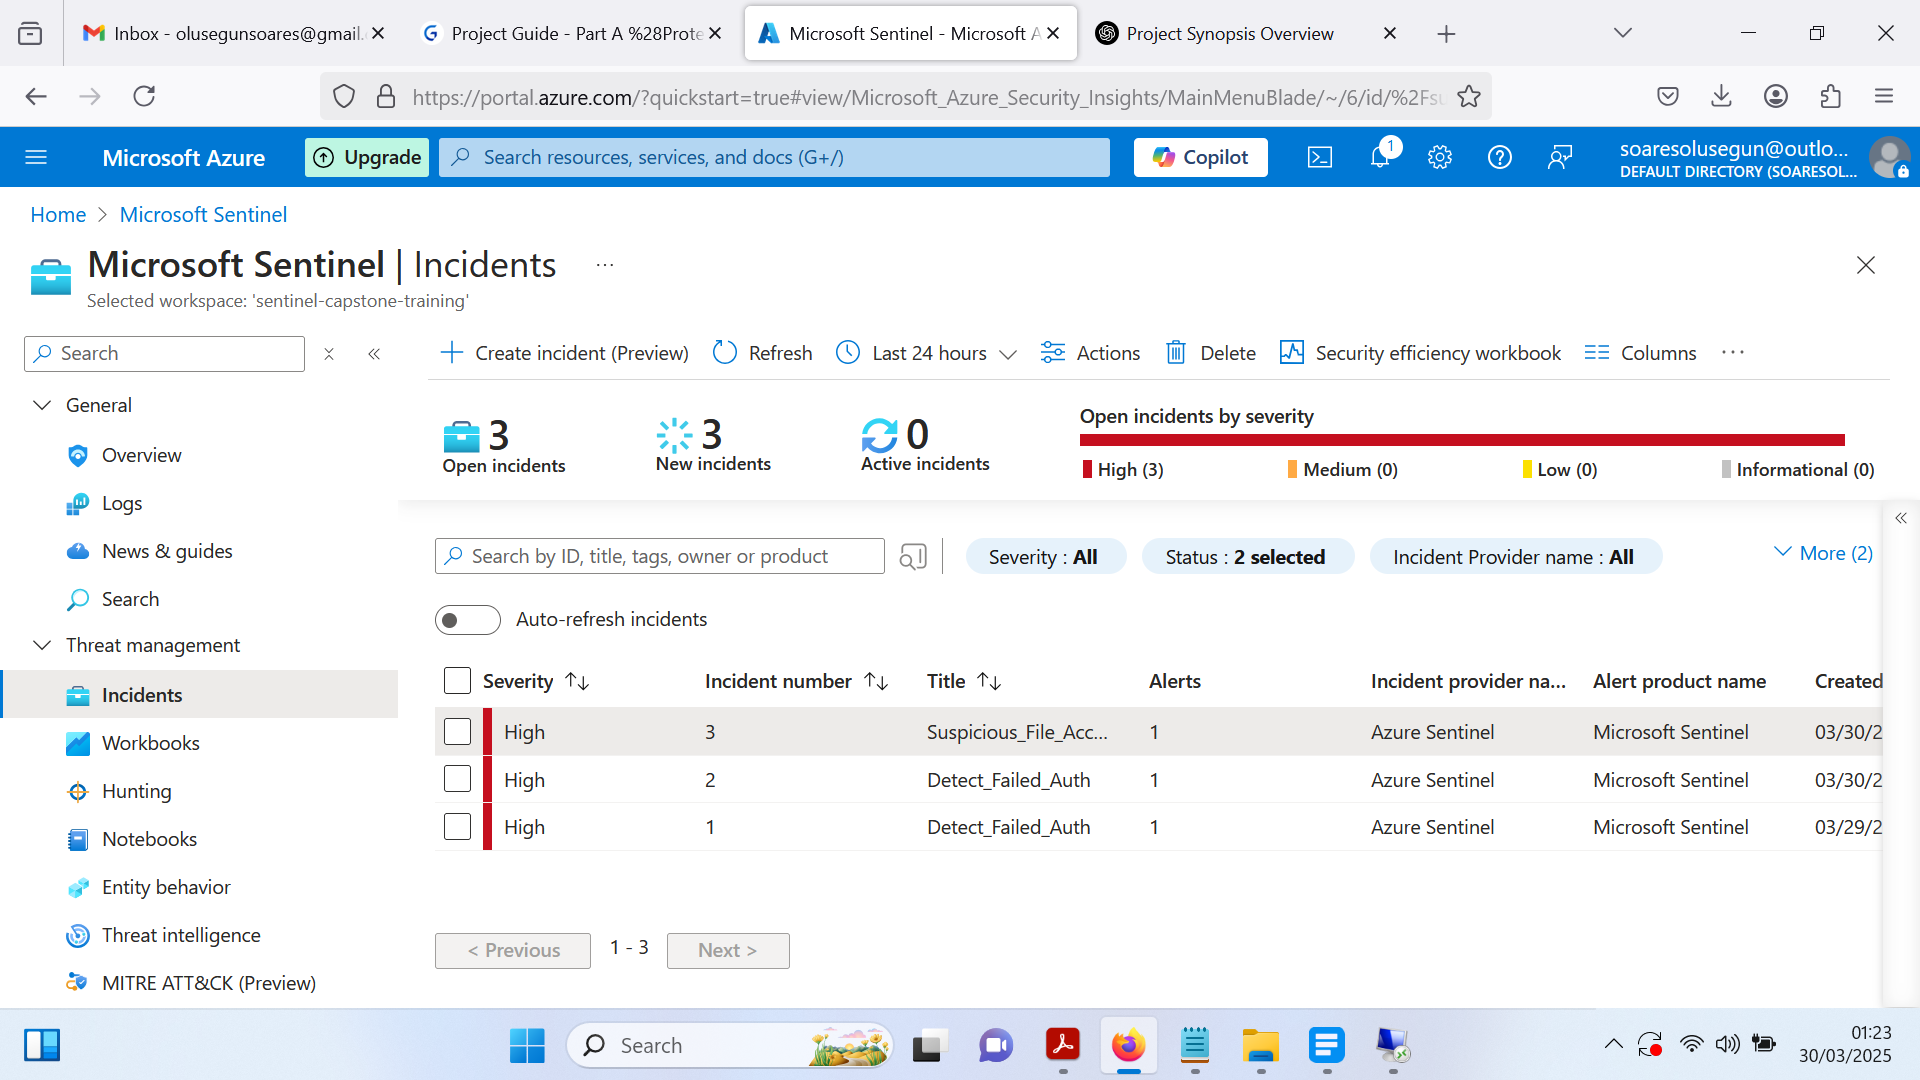 Inbox - olusegunsoares@gmail.c
Project Guide - Part A %28Prote
Microsoft Sentinel - Microsoft A
Project Synopsis Overview
https://portal.azure.com/?quickstart=true#view/Microsoft_Azure_Security_Insights/MainMenuBlade/~/6/id/%2Fsu
Microsoft Azure
Upgrade
Search resources, services, and docs (G+/)
Copilot
1
soaresolusegun@outlo...
DEFAULT DIRECTORY (SOARESOL...
Home > Microsoft Sentinel
Microsoft Sentinel | Incidents ...
Selected workspace: 'sentinel-capstone-training'
Search
Create incident (Preview)
Refresh
Last 24 hours
Actions
Delete
Security efficiency workbook
Columns
General
Overview
Logs
News & guides
Search
Threat management
Incidents
Workbooks
Hunting
Notebooks
Entity behavior
Threat intelligence
MITRE ATT&CK (Preview)
3
Open incidents
3
New incidents
0
Active incidents
Open incidents by severity
High (3) Medium (0) Low (0) Informational (0)
Search by ID, title, tags, owner or product
Severity : All
Status : 2 selected
Incident Provider name : All
More (2)
Auto-refresh incidents
Severity Incident number Title Alerts Incident provider na... Alert product name Created
High 3 Suspicious_File_Acc... 1 Azure Sentinel Microsoft Sentinel 03/30/2
High 2 Detect_Failed_Auth 1 Azure Sentinel Microsoft Sentinel 03/30/2
High 1 Detect_Failed_Auth 1 Azure Sentinel Microsoft Sentinel 03/29/2
< Previous 1 - 3 Next >
Search
01:23
30/03/2025